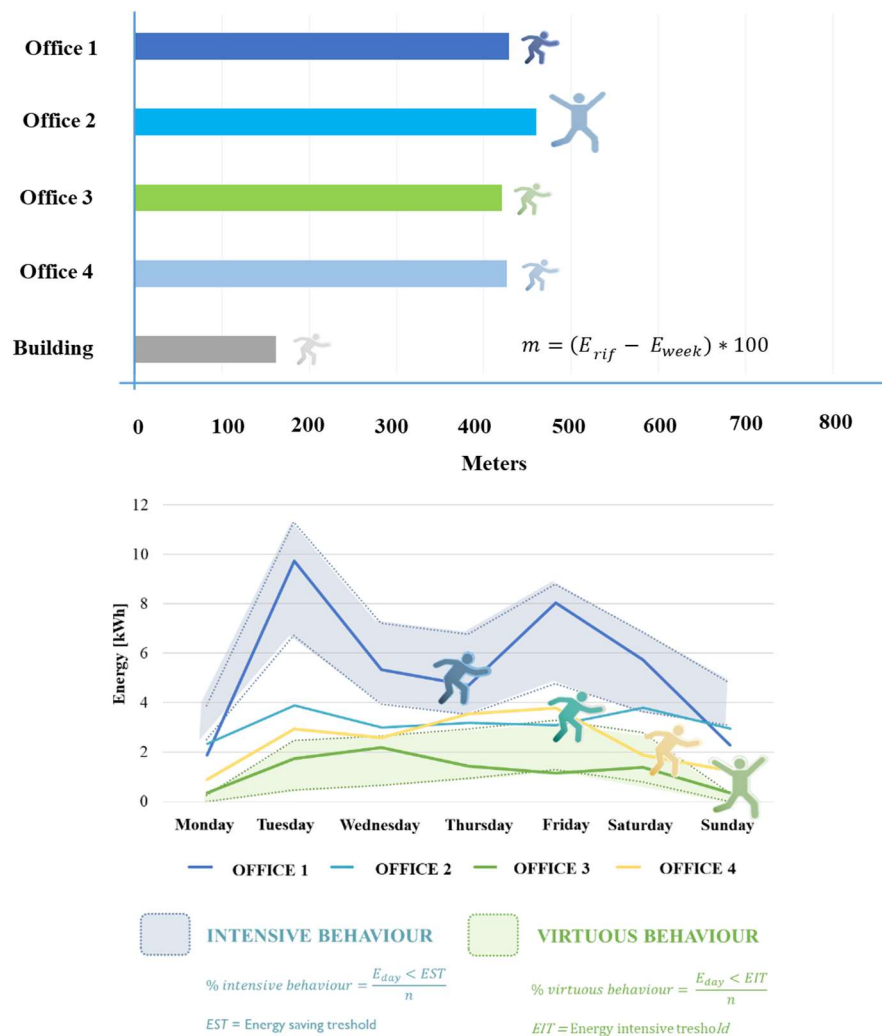 Office 1
Office 2
Office 3
Office 4
Building
m = (E_rif − E_week) * 100
0 100 200 300 400 500 600 700 800
Meters
Energy [kWh]
12
10
8
6
4
2
0
Monday Tuesday Wednesday Thursday Friday Saturday Sunday
OFFICE 1 OFFICE 2 OFFICE 3 OFFICE 4
INTENSIVE BEHAVIOUR VIRTUOUS BEHAVIOUR
% intensive behaviour = E_day < EST / n % virtuous behaviour = E_day < EIT / n
EST = Energy saving treshold EIT = Energy intensive treshold